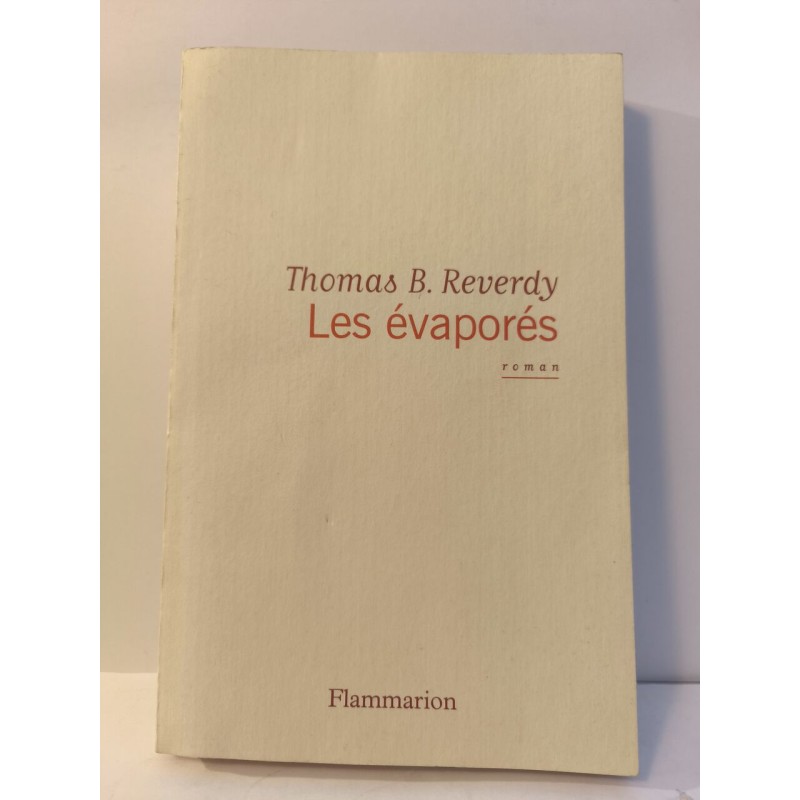 Thomas B. Reverdy
Les évaporés
roman
Flammarion